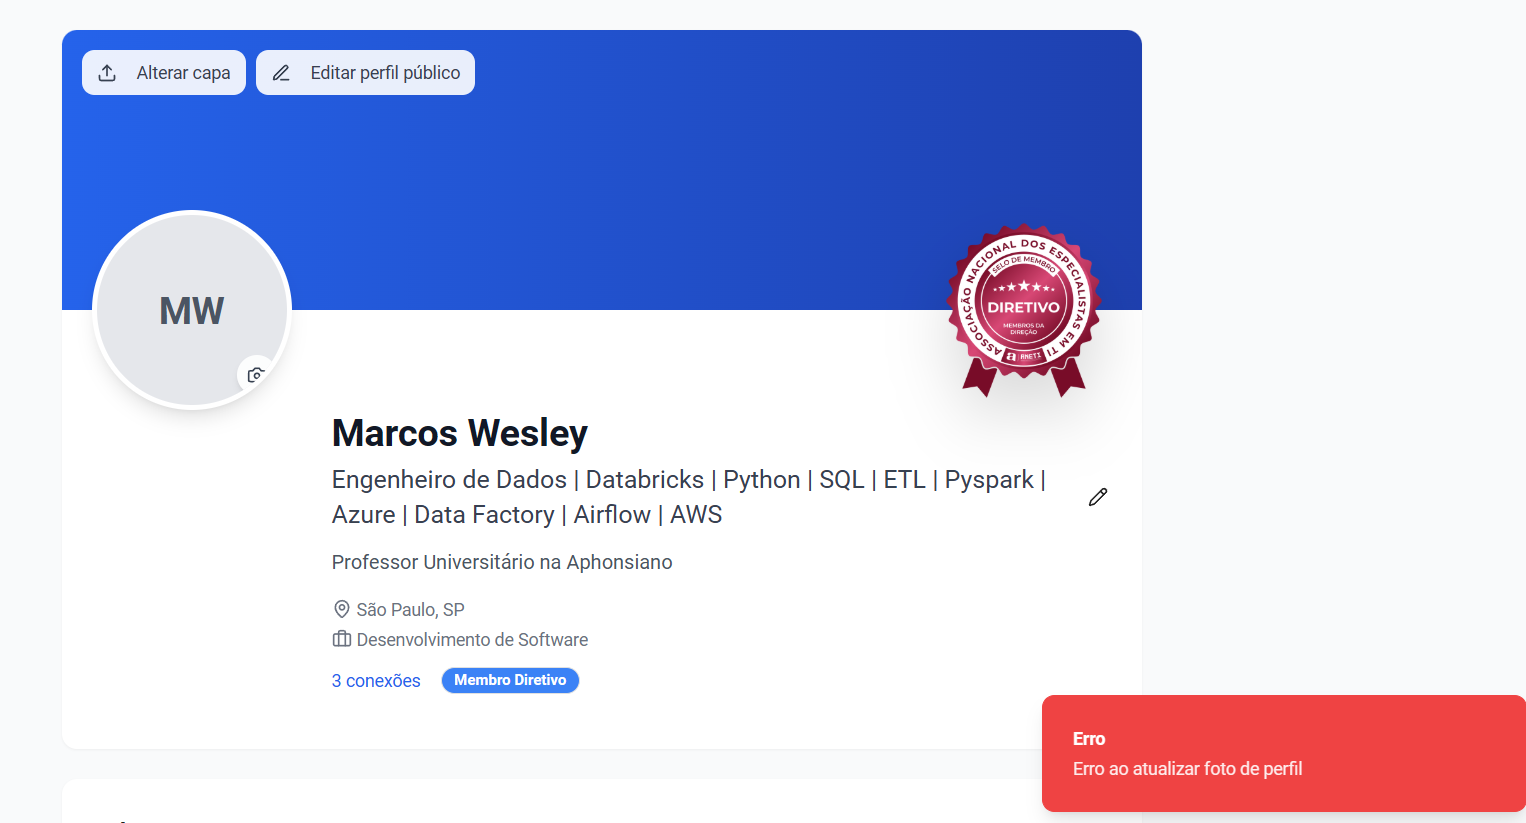 Alterar capa
Editar perfil público
MW
ASSOCIAÇÃO NACIONAL DOS ESPECIALISTAS EM TI
SELO DE MEMBRO
DIRETIVO
MEMBROS DA
DIREÇÃO
a ANETI
Marcos Wesley
Engenheiro de Dados | Databricks | Python | SQL | ETL | Pyspark |
Azure | Data Factory | Airflow | AWS
Professor Universitário na Aphonsiano
São Paulo, SP
Desenvolvimento de Software
3 conexões
Membro Diretivo
Erro
Erro ao atualizar foto de perfil